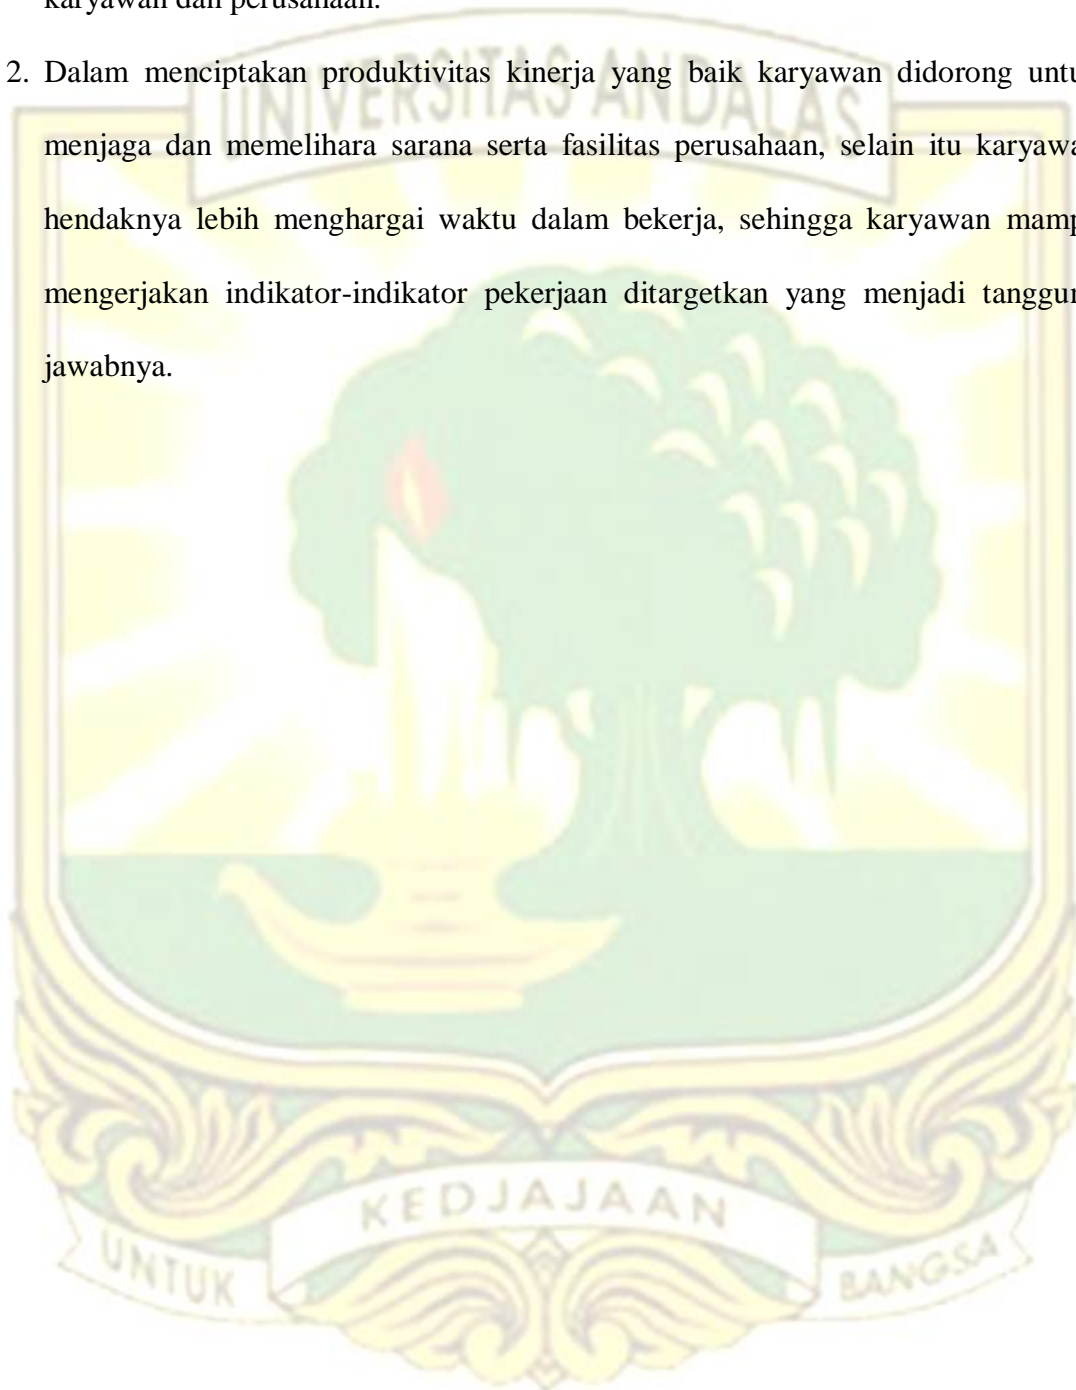 karyawan dan perusahaan.
2. Dalam menciptakan produktivitas kinerja yang baik karyawan didorong untu
menjaga dan memelihara sarana serta fasilitas perusahaan, selain itu karyawa
hendaknya lebih menghargai waktu dalam bekerja, sehingga karyawan mamp
mengerjakan indikator-indikator pekerjaan ditargetkan yang menjadi tanggun
jawabnya.
UNIVERSITAS ANDALAS
UNTUK
KEDJAJAAN
BANGSA